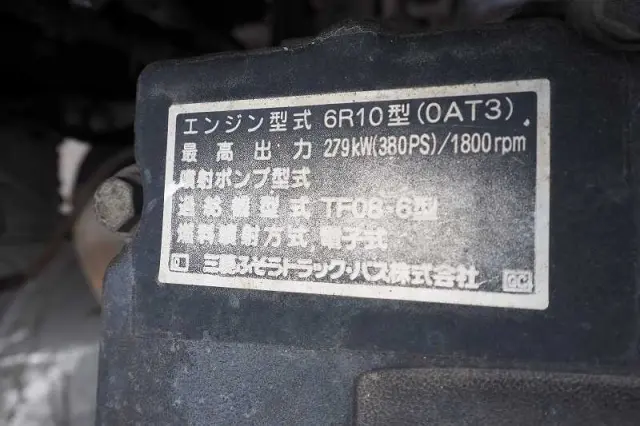 エンジン型式 6R10型(0AT3)
最高出力 279kW(380PS)/1800rpm
噴射ポンプ型式
過給機型式 TF08-6型
燃料噴射方式 電子式
三菱ふそうトラック・バス株式会社